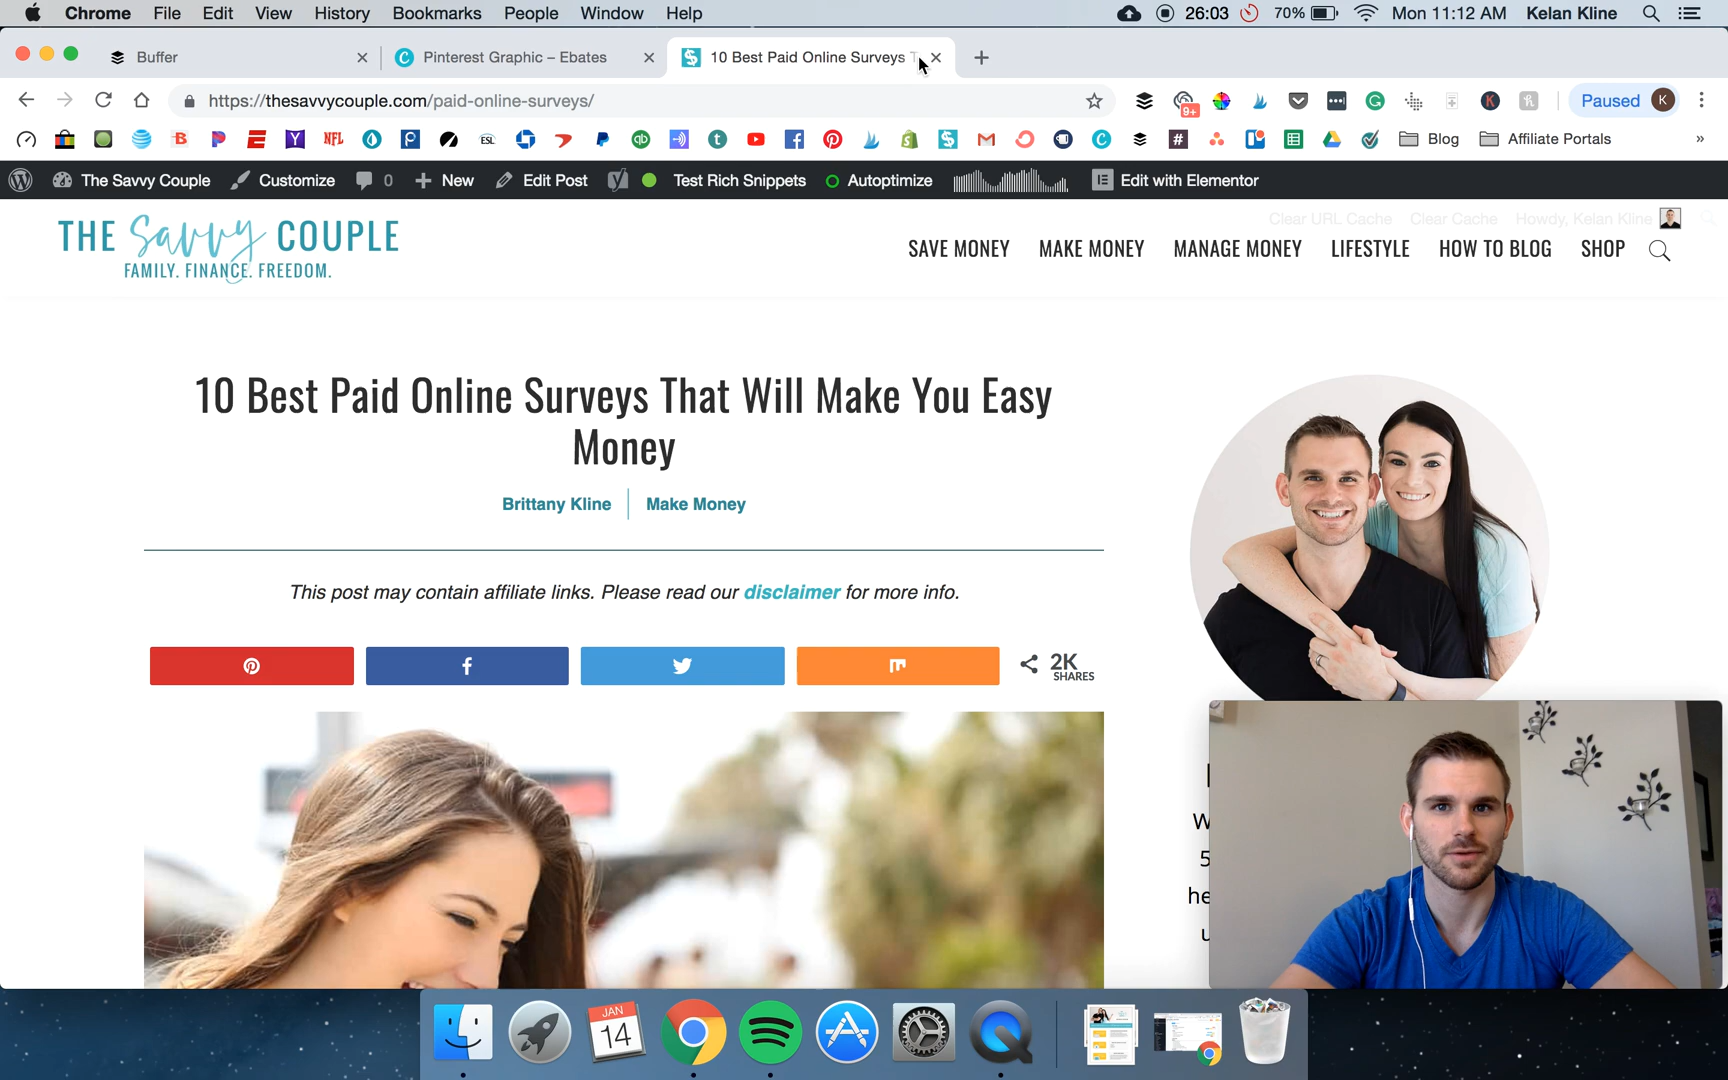 Chrome File Edit View History Bookmarks People Window Help 26:03 70% Mon 11:12 AM Kelan Kline
Buffer Pinterest Graphic – Ebates 10 Best Paid Online Surveys
https://thesavvycouple.com/paid-online-surveys/ 9+ Paused K
NFL ESL Blog Affiliate Portals »
The Savvy Couple Customize 0 New Edit Post Test Rich Snippets Autoptimize Edit with Elementor
Clear URL Cache Clear Cache Howdy, Kelan Kline
THE Savvy COUPLE
FAMILY. FINANCE. FREEDOM.
SAVE MONEY MAKE MONEY MANAGE MONEY LIFESTYLE HOW TO BLOG SHOP
10 Best Paid Online Surveys That Will Make You Easy
Money
Brittany Kline Make Money
This post may contain affiliate links. Please read our disclaimer for more info.
2K
SHARES
W
5
he
u
JAN
14